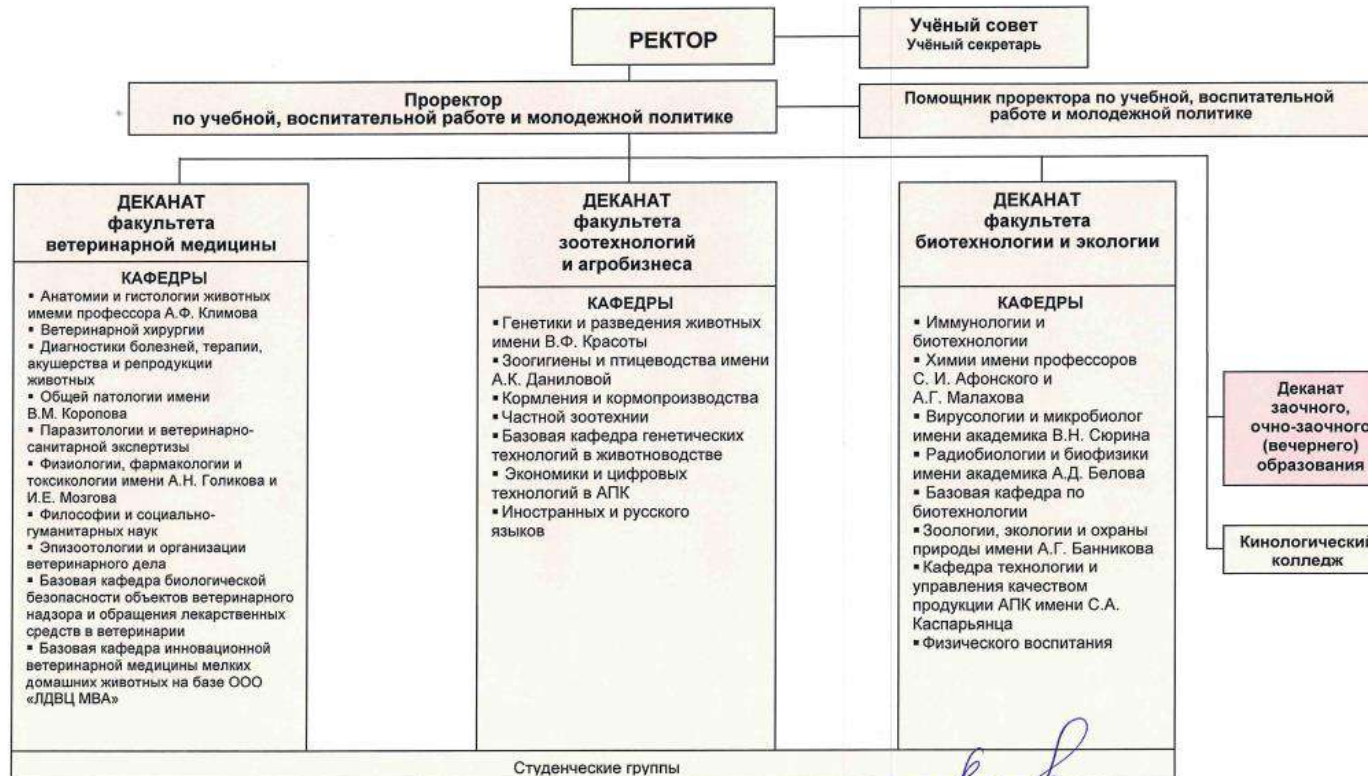 РЕКТОР
Учёный совет
Учёный секретарь
Проректор
по учебной, воспитательной работе и молодежной политике
Помощник проректора по учебной, воспитательной
работе и молодежной политике
ДЕКАНАТ
факультета
ветеринарной медицины
КАФЕДРЫ
▪ Анатомии и гистологии животных
имеми профессора А.Ф. Климова
▪ Ветеринарной хирургии
▪ Диагностики болезней, терапии,
акушерства и репродукции
животных
▪ Общей патологии имени
В.М. Коропова
▪ Паразитологии и ветеринарно-
санитарной экспертизы
▪ Физиологии, фармакологии и
токсикологии имени А.Н. Голикова и
И.Е. Мозгова
▪ Философии и социально-
гуманитарных наук
▪ Эпизоотологии и организации
ветеринарного дела
▪ Базовая кафедра биологической
безопасности объектов ветеринарного
надзора и обращения лекарственных
средств в ветеринарии
▪ Базовая кафедра инновационной
ветеринарной медицины мелких
домашних животных на базе ООО
«ЛДВЦ МВА»
ДЕКАНАТ
факультета
зоотехнологий
и агробизнеса
КАФЕДРЫ
▪ Генетики и разведения животных
имени В.Ф. Красоты
▪ Зоогигиены и птицеводства имени
А.К. Даниловой
▪ Кормления и кормопроизводства
▪ Частной зоотехнии
▪ Базовая кафедра генетических
технологий в животноводстве
▪ Экономики и цифровых
технологий в АПК
▪ Иностранных и русского
языков
ДЕКАНАТ
факультета
биотехнологии и экологии
КАФЕДРЫ
▪ Иммунологии и
биотехнологии
▪ Химии имени профессоров
С. И. Афонского и
А.Г. Малахова
▪ Вирусологии и микробиолог
имени академика В.Н. Сюрина
▪ Радиобиологии и биофизики
имени академика А.Д. Белова
▪ Базовая кафедра по
биотехнологии
▪ Зоологии, экологии и охраны
природы имени А.Г. Банникова
▪ Кафедра технологии и
управления качеством
продукции АПК имени С.А.
Каспарьянца
▪ Физического воспитания
Деканат
заочного,
очно-заочного
(вечернего)
образования
Кинологический
колледж
Студенческие группы